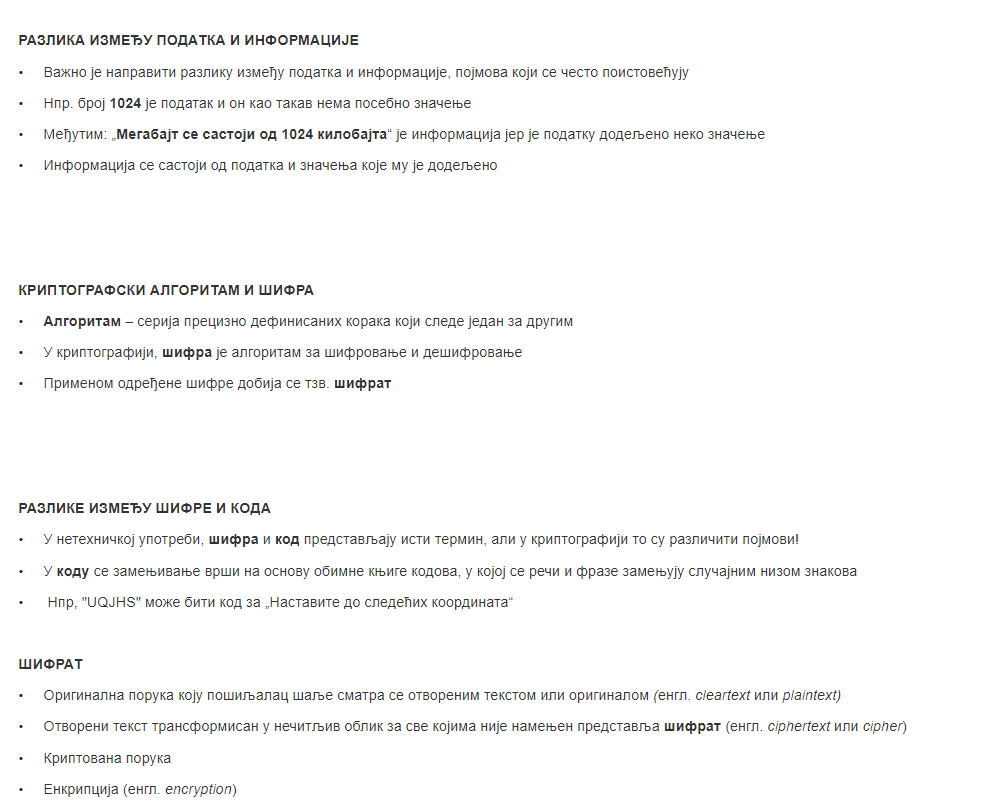 РАЗЛИКА ИЗМЕЂУ ПОДАТКА И ИНФОРМАЦИЈЕ
• Важно је направити разлику између податка и информације, појмова који се често поистовећују
• Нпр. број 1024 је податак и он као такав нема посебно значење
• Међутим: „Мегабајт се састоји од 1024 килобајта“ је информација јер је податку додељено неко значење
• Информација се састоји од податка и значења које му је додељено
КРИПТОГРАФСКИ АЛГОРИТАМ И ШИФРА
• Алгоритам – серија прецизно дефинисаних корака који следе један за другим
• У криптографији, шифра је алгоритам за шифровање и дешифровање
• Применом одређене шифре добија се тзв. шифрат
РАЗЛИКЕ ИЗМЕЂУ ШИФРЕ И КОДА
• У нетехничкој употреби, шифра и код представљају исти термин, али у криптографији то су различити појмови!
• У коду се замењивање врши на основу обимне књиге кодова, у којој се речи и фразе замењују случајним низом знакова
• Нпр, "UQJHS" може бити код за „Наставите до следећих координата“
ШИФРАТ
• Оригинална порука коју пошиљалац шаље сматра се отвореним текстом или оригиналом (енгл. cleartext или plaintext)
• Отворени текст трансформисан у нечитљив облик за све којима није намењен представља шифрат (енгл. ciphertext или cipher)
• Криптована порука
• Енкрипција (енгл. encryption)